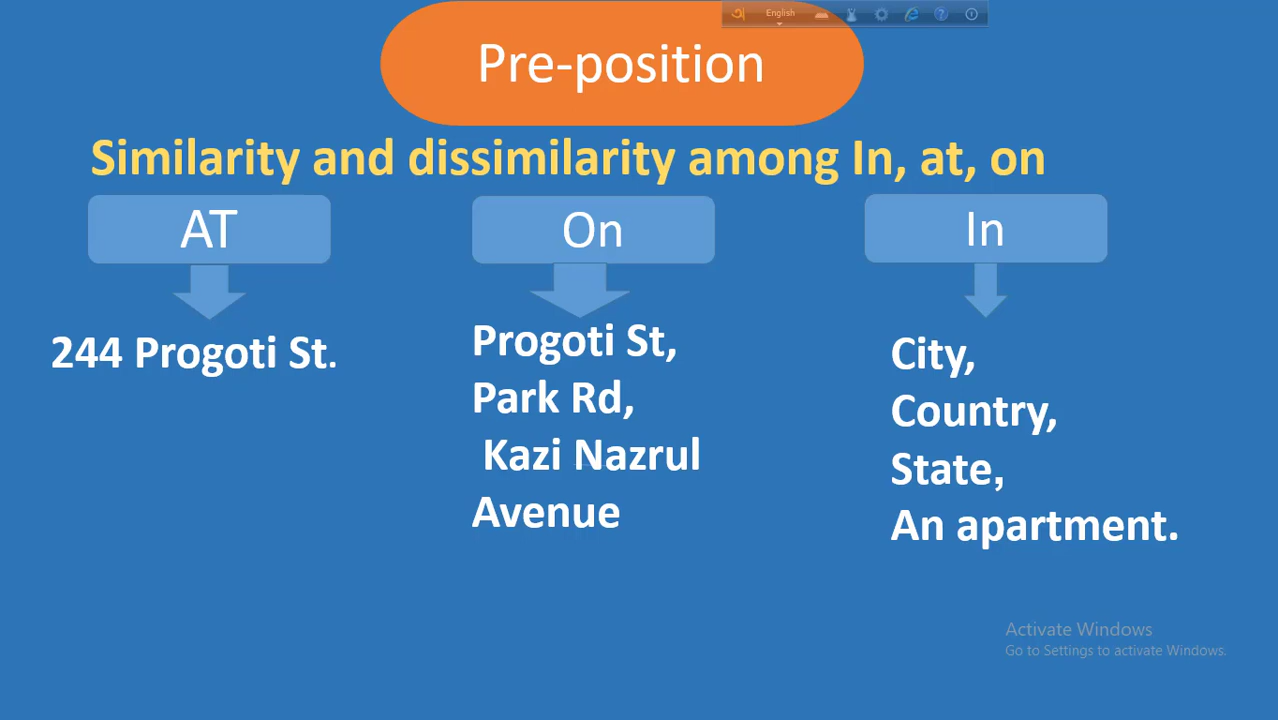 English
Pre-position
Similarity and dissimilarity among In, at, on
AT
On
In
244 Progoti St.
Progoti St,
Park Rd,
Kazi Nazrul
Avenue
City,
Country,
State,
An apartment.
Activate Windows
Go to Settings to activate Windows.